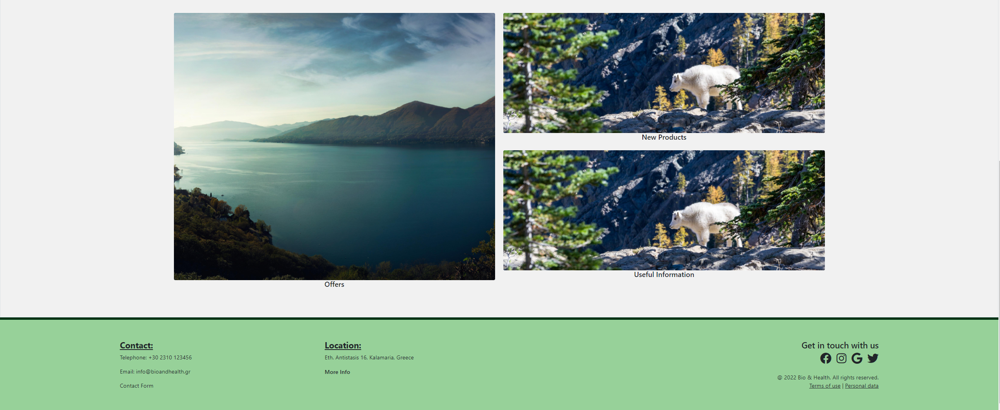 New Products
Useful Information
Offers
Contact:
Telephone: +30 2310 123456
Email: info@bioandhealth.gr
Contact Form
Location:
Eth. Antistasis 16, Kalamaria, Greece
More Info
Get in touch with us
@ 2022 Bio & Health. All rights reserved.
Terms of use | Personal data